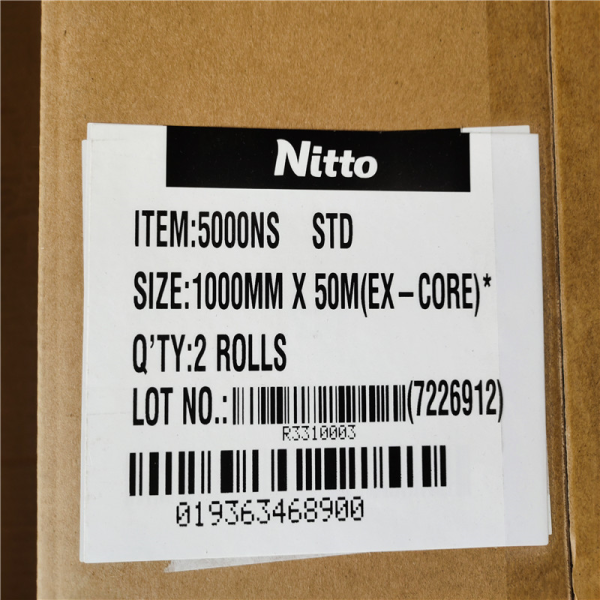 Nitto
ITEM:5000NS STD
SIZE:1000MM X 50M(EX-CORE)*
Q'TY:2 ROLLS
LOT NO.: (7226912)
R3310003
019363468900